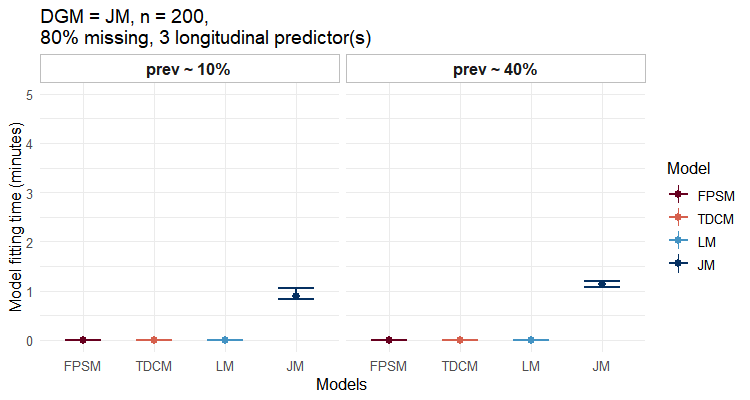 DGM = JM, n = 200,
80% missing, 3 longitudinal predictor(s)
prev ~ 10%
prev ~ 40%
Model fitting time (minutes)
5
4
3
2
1
0
FPSM TDCM LM JM
FPSM TDCM LM JM
Models
Model
FPSM
TDCM
LM
JM